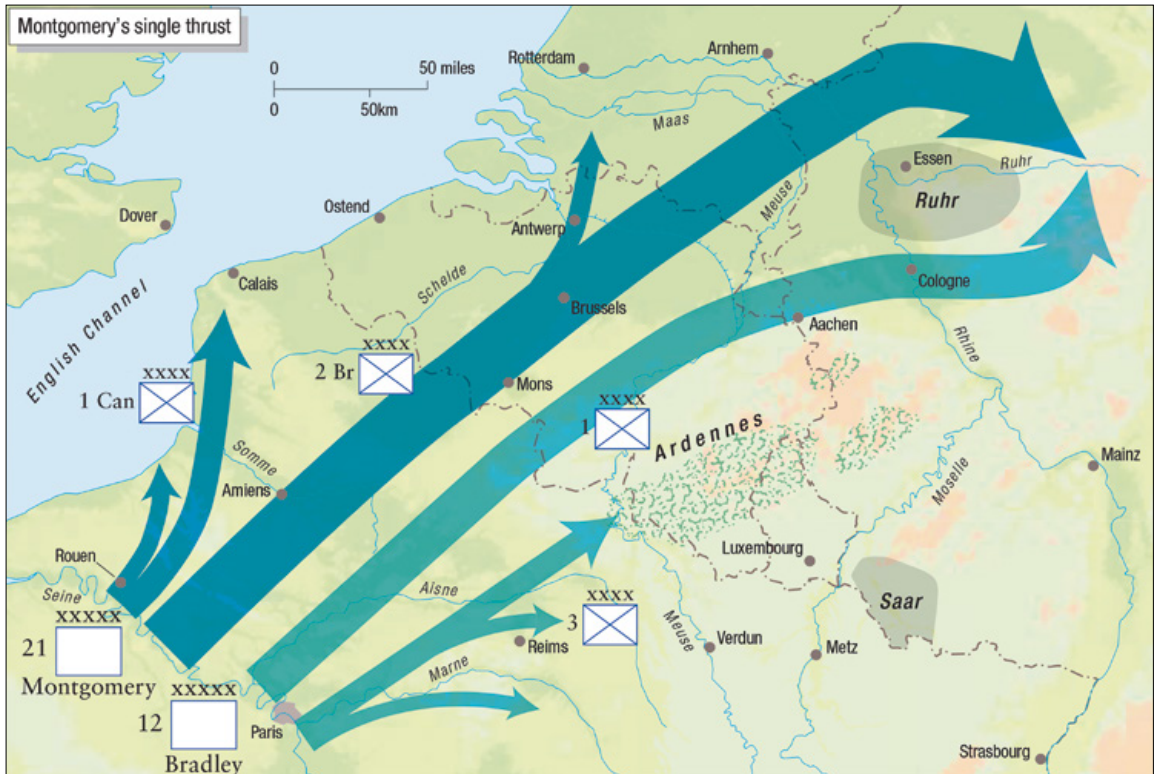 Montgomery's single thrust
0 50 miles
0 50km
Rotterdam
Arnhem
Maas
Essen
Ruhr
Ruhr
Dover
Ostend
Antwerp
Meuse
English Channel
Calais
Schelde
Brussels
Cologne
Aachen
Rhine
xxxx
1 Can
xxxx
2 Br
Mons
xxxx
1
Ardennes
Somme
Amiens
Moselle
Mainz
Rouen
Seine
Aisne
Luxembourg
Saar
xxxxx
21
Montgomery
xxxx
3
Reims
Meuse
Verdun
Metz
Marne
xxxxx
12
Bradley
Paris
Strasbourg